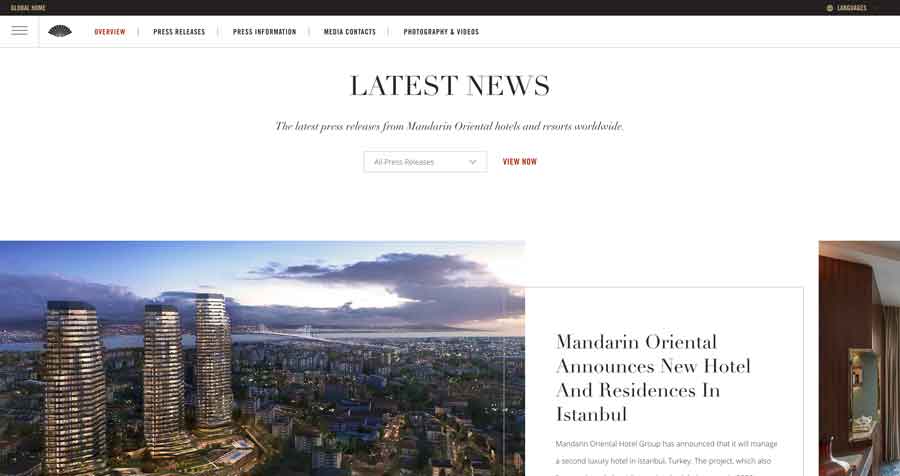 GLOBAL HOME
LANGUAGES
OVERVIEW
PRESS RELEASES
PRESS INFORMATION
MEDIA CONTACTS
PHOTOGRAPHY & VIDEOS
LATEST NEWS
The latest press releases from Mandarin Oriental hotels and resorts worldwide.
All Press Releases
VIEW NOW
Mandarin Oriental
Announces New Hotel
And Residences In
Istanbul
Mandarin Oriental Hotel Group has announced that it will manage
a second luxury hotel in Istanbul, Turkey. The project, which also